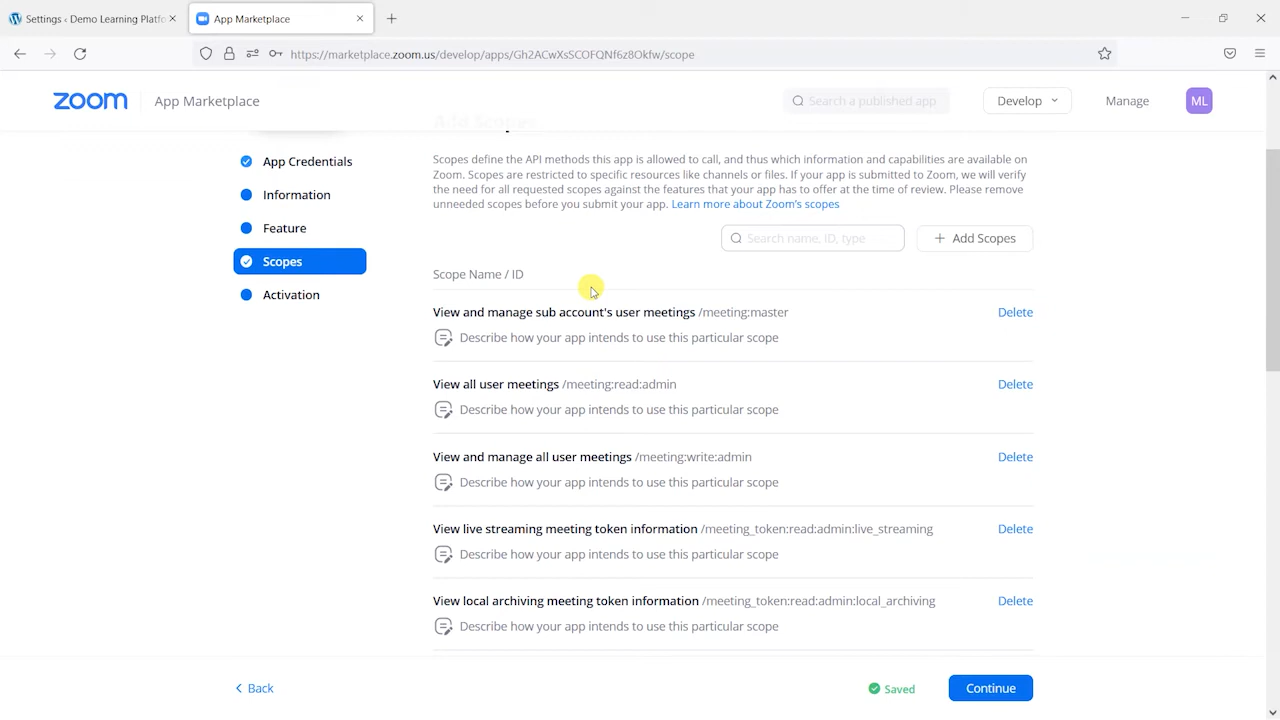 Settings ‹ Demo Learning Platfo
App Marketplace
https://marketplace.zoom.us/develop/apps/Gh2ACwXsSCOFQNf6z8Okfw/scope
zoom
App Marketplace
Search a published app
Develop
Manage
ML
Add Scopes
App Credentials
Information
Feature
Scopes
Activation
Scopes define the API methods this app is allowed to call, and thus which information and capabilities are available on
Zoom. Scopes are restricted to specific resources like channels or files. If your app is submitted to Zoom, we will verify
the need for all requested scopes against the features that your app has to offer at the time of review. Please remove
unneeded scopes before you submit your app. Learn more about Zoom's scopes
Search name, ID, type
+ Add Scopes
Scope Name / ID
View and manage sub account's user meetings /meeting:master
Delete
Describe how your app intends to use this particular scope
View all user meetings /meeting:read:admin
Delete
Describe how your app intends to use this particular scope
View and manage all user meetings /meeting:write:admin
Delete
Describe how your app intends to use this particular scope
View live streaming meeting token information /meeting_token:read:admin:live_streaming
Delete
Describe how your app intends to use this particular scope
View local archiving meeting token information /meeting_token:read:admin:local_archiving
Delete
Describe how your app intends to use this particular scope
Back
Saved
Continue